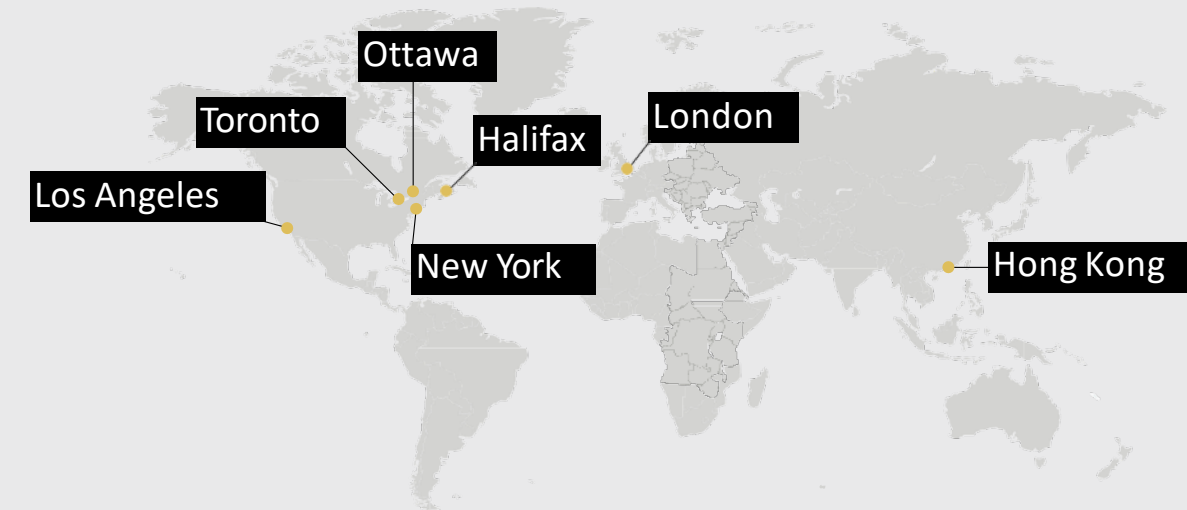 Ottawa
Toronto
London
Halifax
Los Angeles
New York
Hong Kong